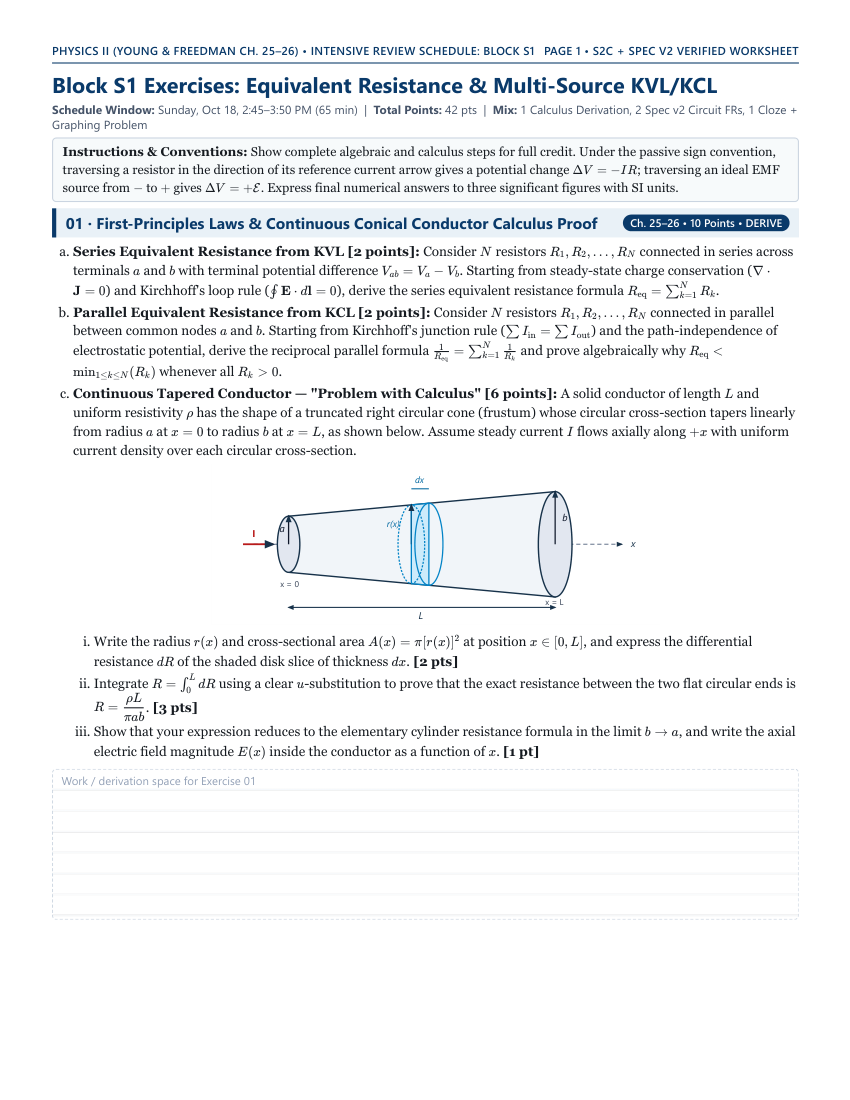 PHYSICS II (YOUNG & FREEDMAN CH. 25–26) • INTENSIVE REVIEW SCHEDULE: BLOCK S1 PAGE 1 • S2C + SPEC V2 VERIFIED WORKSHEET
Block S1 Exercises: Equivalent Resistance & Multi-Source KVL/KCL
Schedule Window: Sunday, Oct 18, 2:45–3:50 PM (65 min) | Total Points: 42 pts | Mix: 1 Calculus Derivation, 2 Spec v2 Circuit FRs, 1 Cloze +
Graphing Problem
Instructions & Conventions: Show complete algebraic and calculus steps for full credit. Under the passive sign convention,
traversing a resistor in the direction of its reference current arrow gives a potential change ΔV = −IR; traversing an ideal EMF
source from − to + gives ΔV = +ℰ. Express final numerical answers to three significant figures with SI units.
01 · First-Principles Laws & Continuous Conical Conductor Calculus Proof Ch. 25–26 • 10 Points • DERIVE
a. Series Equivalent Resistance from KVL [2 points]: Consider N resistors R₁, R₂, . . . , R_N connected in series across
terminals a and b with terminal potential difference V_ab = V_a − V_b. Starting from steady-state charge conservation (∇ ·
J = 0) and Kirchhoff's loop rule (∮ E · dl = 0), derive the series equivalent resistance formula R_eq = ∑_{k=1}^N R_k.
b. Parallel Equivalent Resistance from KCL [2 points]: Consider N resistors R₁, R₂, . . . , R_N connected in parallel
between common nodes a and b. Starting from Kirchhoff's junction rule (∑ I_in = ∑ I_out) and the path-independence of
electrostatic potential, derive the reciprocal parallel formula 1/R_eq = ∑_{k=1}^N 1/R_k and prove algebraically why R_eq <
min_{1≤k≤N}(R_k) whenever all R_k > 0.
c. Continuous Tapered Conductor — "Problem with Calculus" [6 points]: A solid conductor of length L and
uniform resistivity ρ has the shape of a truncated right circular cone (frustum) whose circular cross-section tapers linearly
from radius a at x = 0 to radius b at x = L, as shown below. Assume steady current I flows axially along +x with uniform
current density over each circular cross-section.
dx
a
r(x)
b
I
x
x = 0
x = L
L
i. Write the radius r(x) and cross-sectional area A(x) = π[r(x)]² at position x ∈ [0, L], and express the differential
resistance dR of the shaded disk slice of thickness dx. [2 pts]
ii. Integrate R = ∫₀^L dR using a clear u-substitution to prove that the exact resistance between the two flat circular ends is
R = ρL/πab. [3 pts]
iii. Show that your expression reduces to the elementary cylinder resistance formula in the limit b → a, and write the axial
electric field magnitude E(x) inside the conductor as a function of x. [1 pt]
Work / derivation space for Exercise 01